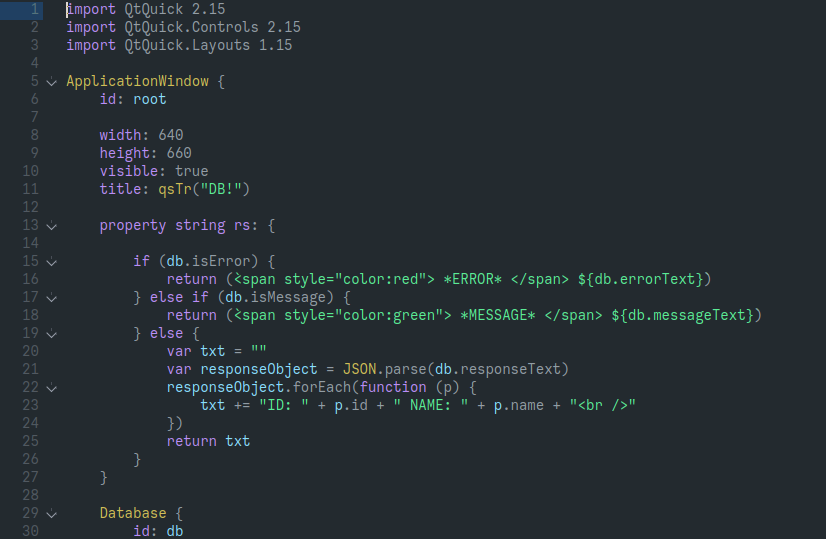 1 import QtQuick 2.15
2 import QtQuick.Controls 2.15
3 import QtQuick.Layouts 1.15
4
5 ApplicationWindow {
6     id: root
7
8     width: 640
9     height: 660
10     visible: true
11     title: qsTr("DB!")
12
13     property string rs: {
14
15         if (db.isError) {
16             return (`<span style="color:red"> *ERROR* </span> ${db.errorText})
17         } else if (db.isMessage) {
18             return (`<span style="color:green"> *MESSAGE* </span> ${db.messageText})
19         } else {
20             var txt = ""
21             var responseObject = JSON.parse(db.responseText)
22             responseObject.forEach(function (p) {
23                 txt += "ID: " + p.id + " NAME: " + p.name + "<br />"
24             })
25             return txt
26         }
27     }
28
29     Database {
30         id: db